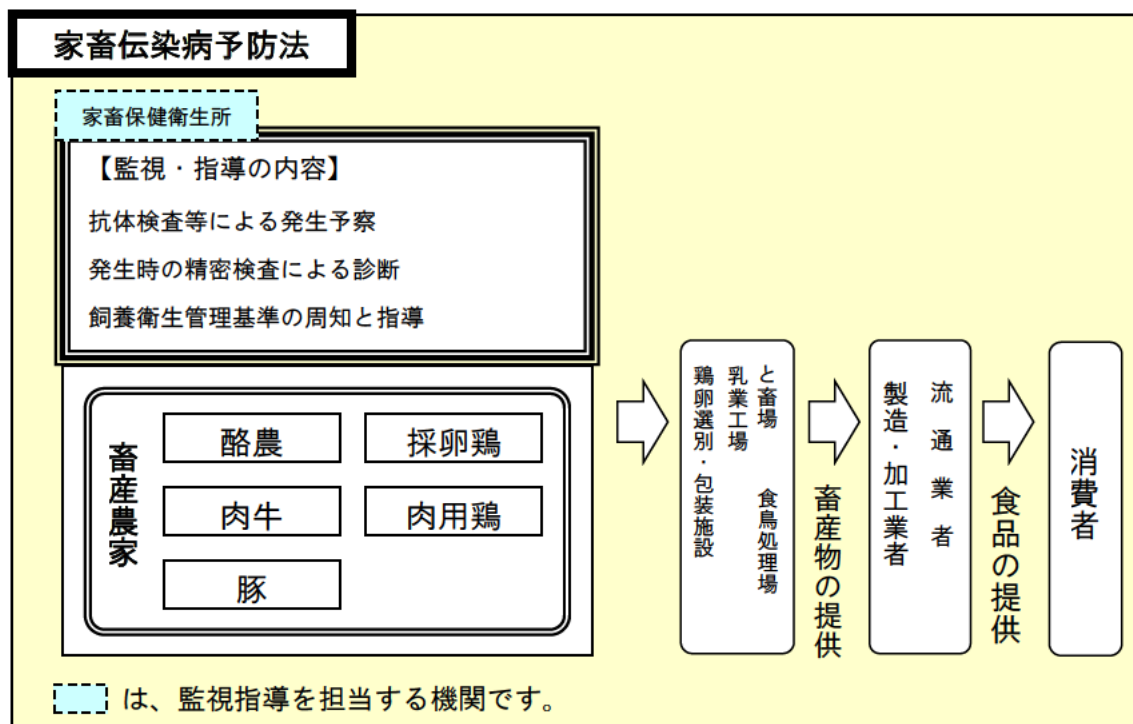 家畜伝染病予防法
家畜保健衛生所
【監視・指導の内容】
抗体検査等による発生予察
発生時の精密検査による診断
飼養衛生管理基準の周知と指導
畜産農家
酪農
採卵鶏
肉牛
肉用鶏
豚
と畜場　食鳥処理場
乳業工場
鶏卵選別・包装施設
畜産物の提供
流通業者
製造・加工業者
食品の提供
消費者
は、監視指導を担当する機関です。